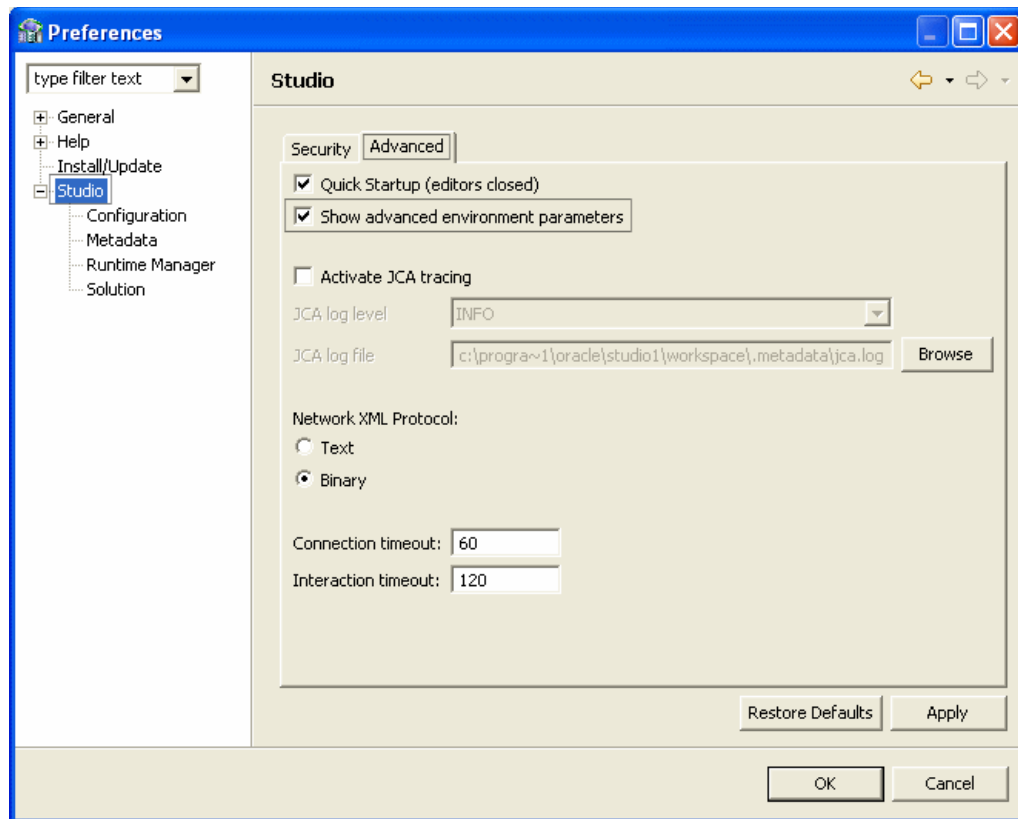 Preferences
type filter text
General
Help
Install/Update
Studio
Configuration
Metadata
Runtime Manager
Solution
Studio
Security Advanced
Quick Startup (editors closed)
Show advanced environment parameters
Activate JCA tracing
JCA log level INFO
JCA log file c:\progra~1\oracle\studio1\workspace\.metadata\jca.log Browse
Network XML Protocol:
Text
Binary
Connection timeout: 60
Interaction timeout: 120
Restore Defaults Apply
OK Cancel